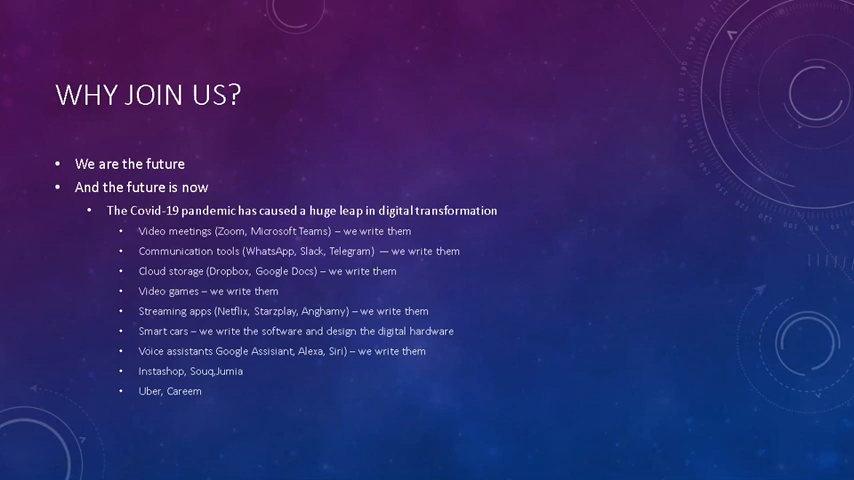 WHY JOIN US?
• We are the future
• And the future is now
• The Covid-19 pandemic has caused a huge leap in digital transformation
• Video meetings (Zoom, Microsoft Teams) – we write them
• Communication tools (WhatsApp, Slack, Telegram) — we write them
• Cloud storage (Dropbox, Google Docs) – we write them
• Video games – we write them
• Streaming apps (Netflix, Starzplay, Anghamy) – we write them
• Smart cars – we write the software and design the digital hardware
• Voice assistants Google Assisiant, Alexa, Siri) – we write them
• Instashop, Souq,Jumia
• Uber, Careem